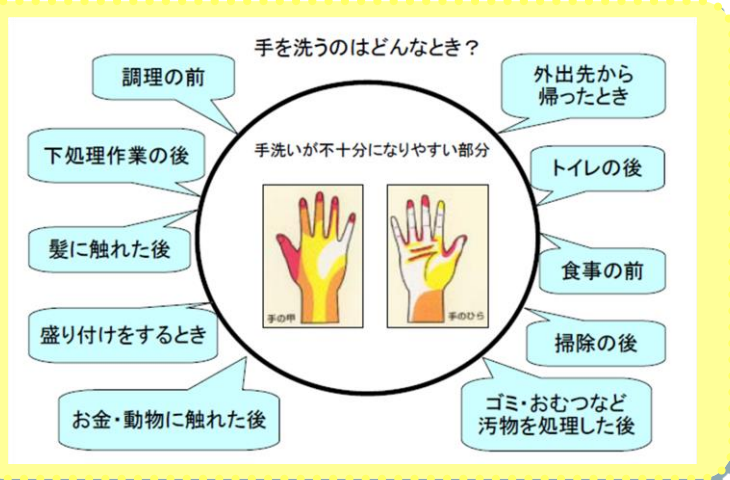 手を洗うのはどんなとき？
調理の前
下処理作業の後
髪に触れた後
盛り付けをするとき
お金・動物に触れた後
手洗いが不十分になりやすい部分
手の甲
手のひら
外出先から
帰ったとき
トイレの後
食事の前
掃除の後
ゴミ・おむつなど
汚物を処理した後